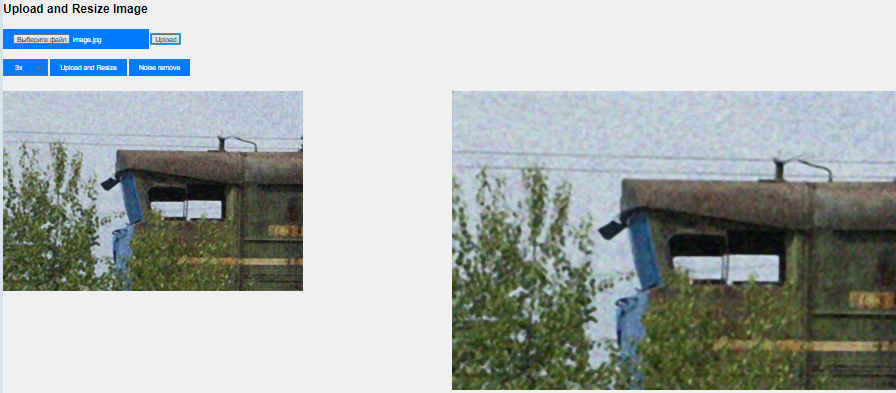 Upload and Resize Image
Выберите файл image.jpg Upload
3x Upload and Resize Noise remove